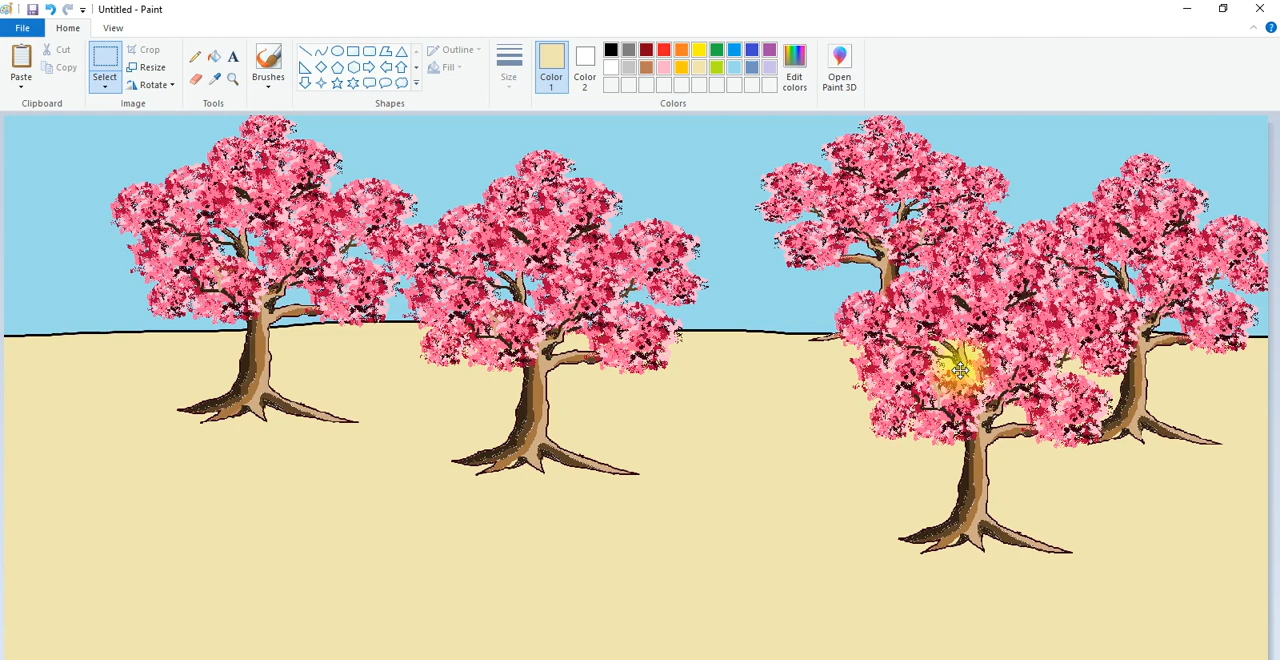 Untitled - Paint
File Home View
Paste
Cut
Copy
Clipboard
Select
Crop
Resize
Rotate
Image
A
Tools
Brushes
Outline
Fill
Shapes
Size
Color 1
Color 2
Edit colors
Colors
Open Paint 3D